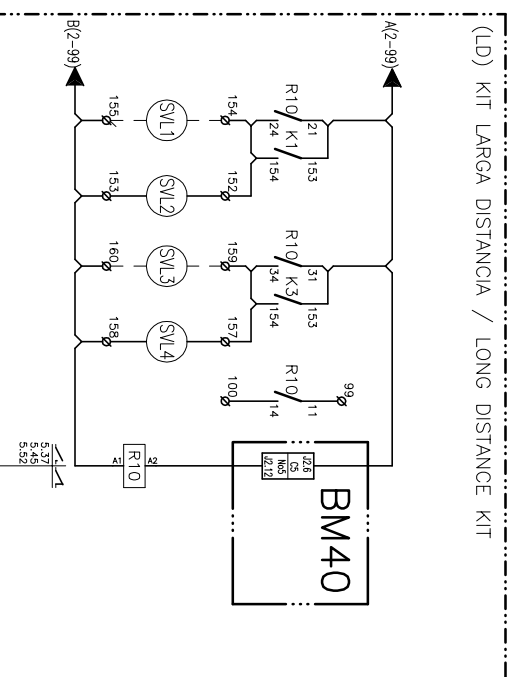 (LD) KIT LARGA DISTANCIA / LONG DISTANCE KIT
A(2-99)
B(2-99)
R10
21
24
K1
153
154
R10
31
34
K3
153
154
R10
11
14
99
100
154
152
159
157
SVL1
SVL2
SVL3
SVL4
155
153
160
158
BM40
J2.6
C5
No5
J2.12
A2
R10
A1
5.37
5.45
5.52